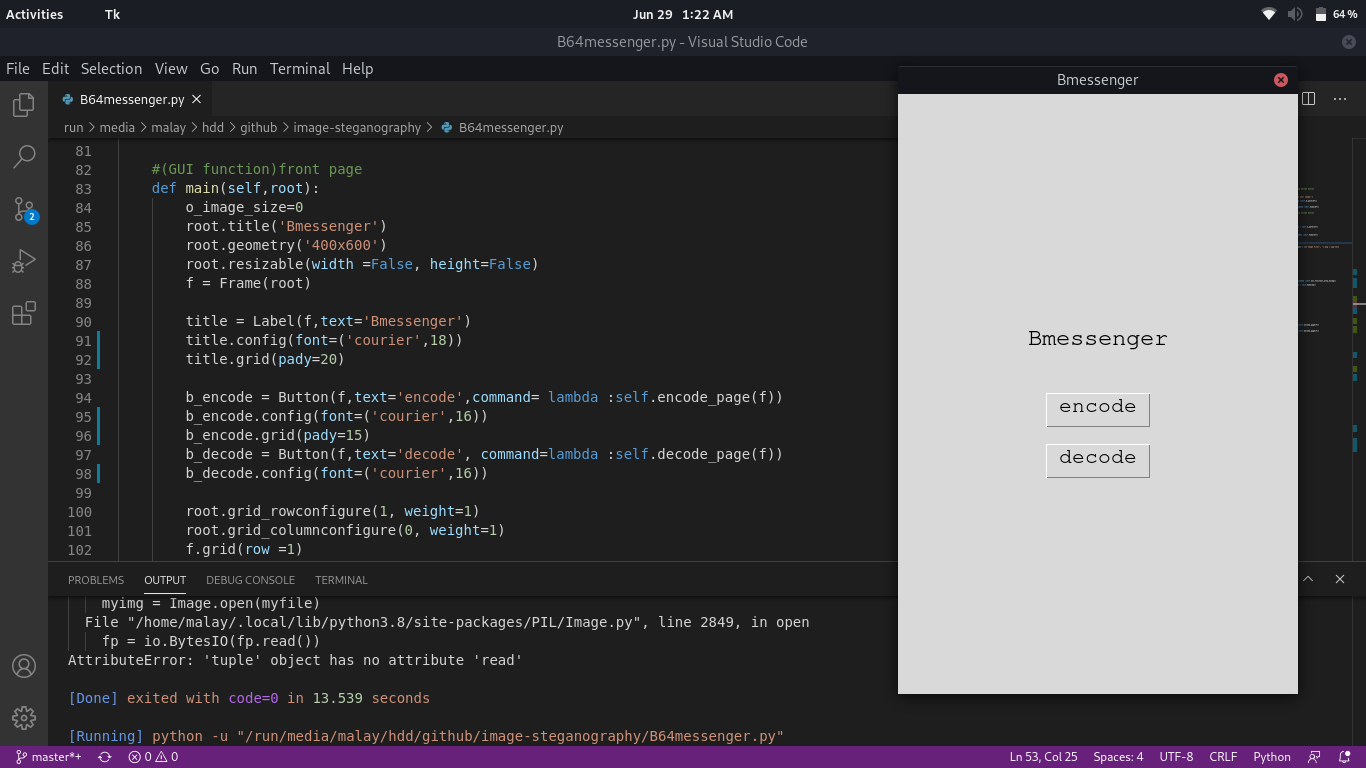 Activities Tk Jun 29 1:22 AM 64 %
B64messenger.py - Visual Studio Code
File Edit Selection View Go Run Terminal Help
B64messenger.py
run > media > malay > hdd > github > image-steganography > B64messenger.py
81
82 #(GUI function)front page
83 def main(self,root):
84 o_image_size=0
85 root.title('Bmessenger')
86 root.geometry('400x600')
87 root.resizable(width =False, height=False)
88 f = Frame(root)
89
90 title = Label(f,text='Bmessenger')
91 title.config(font=('courier',18))
92 title.grid(pady=20)
93
94 b_encode = Button(f,text='encode',command= lambda :self.encode_page(f))
95 b_encode.config(font=('courier',16))
96 b_encode.grid(pady=15)
97 b_decode = Button(f,text='decode', command=lambda :self.decode_page(f))
98 b_decode.config(font=('courier',16))
99
100 root.grid_rowconfigure(1, weight=1)
101 root.grid_columnconfigure(0, weight=1)
102 f.grid(row =1)
2
PROBLEMS OUTPUT DEBUG CONSOLE TERMINAL
myimg = Image.open(myfile)
File "/home/malay/.local/lib/python3.8/site-packages/PIL/Image.py", line 2849, in open
fp = io.BytesIO(fp.read())
AttributeError: 'tuple' object has no attribute 'read'
[Done] exited with code=0 in 13.539 seconds
[Running] python -u "/run/media/malay/hdd/github/image-steganography/B64messenger.py"
Bmessenger
Bmessenger
encode
decode
master*+ 0 0 Ln 53, Col 25 Spaces: 4 UTF-8 CRLF Python